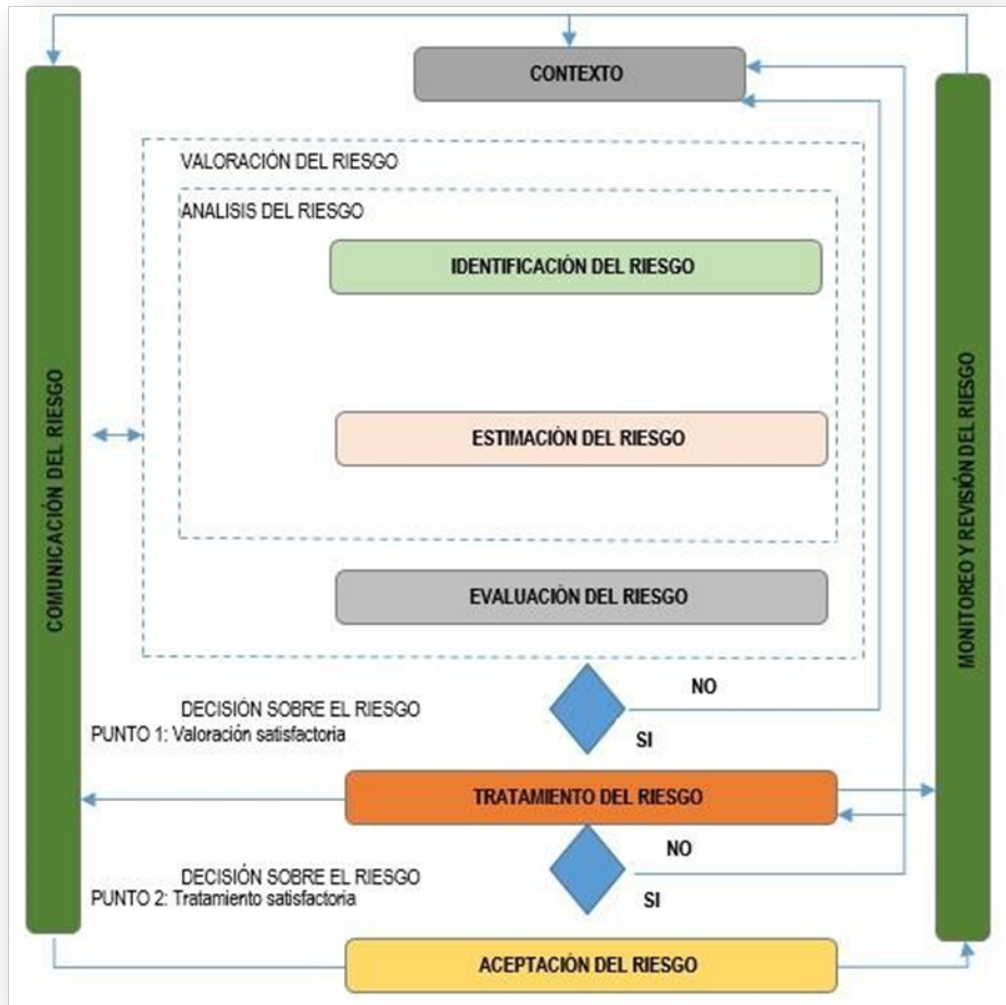 CONTEXTO
VALORACIÓN DEL RIESGO
ANALISIS DEL RIESGO
IDENTIFICACIÓN DEL RIESGO
ESTIMACIÓN DEL RIESGO
EVALUACIÓN DEL RIESGO
COMUNICACIÓN DEL RIESGO
MONITOREO Y REVISIÓN DEL RIESGO
NO
DECISIÓN SOBRE EL RIESGO
PUNTO 1: Valoración satisfactoria
SI
TRATAMIENTO DEL RIESGO
NO
DECISIÓN SOBRE EL RIESGO
PUNTO 2: Tratamiento satisfactoria
SI
ACEPTACIÓN DEL RIESGO